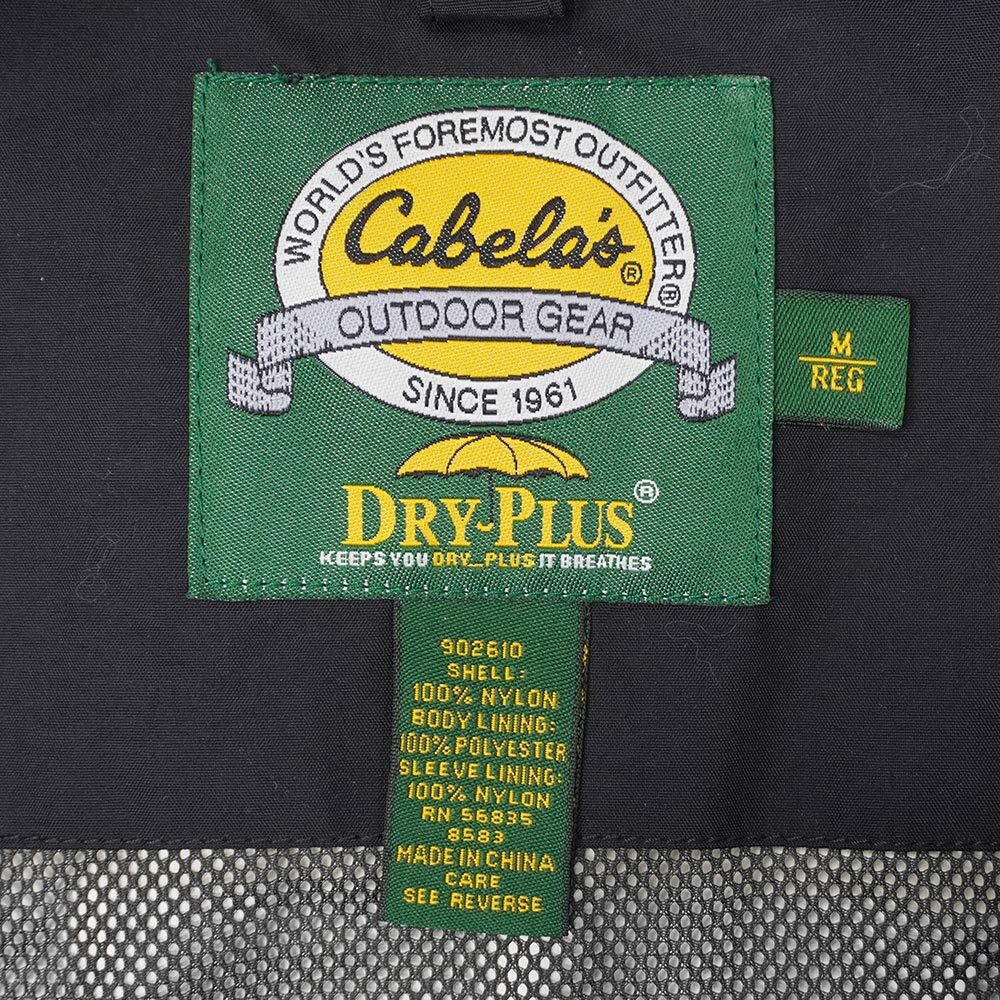 WORLD'S FOREMOST OUTFITTER®
Cabela's®
OUTDOOR GEAR
SINCE 1961
M
REG
DRY-PLUS®
KEEPS YOU DRY...PLUS IT BREATHES
902610
SHELL:
100% NYLON
BODY LINING:
100% POLYESTER
SLEEVE LINING:
100% NYLON
RN 56835
8583
MADE IN CHINA
CARE
SEE REVERSE